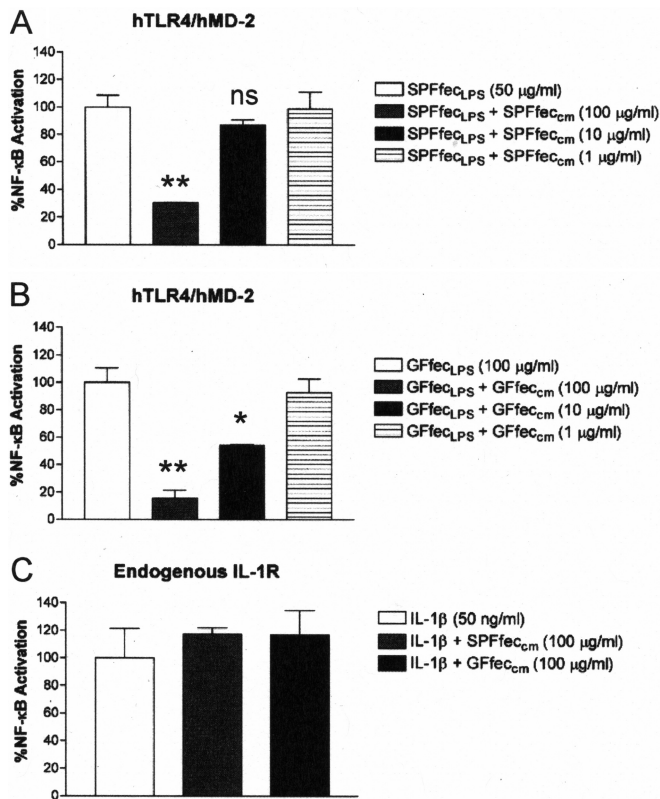 A
hTLR4/hMD-2
%NF-κB Activation
140
120
100
80
60
40
20
0
**
ns
SPFfecLPS (50 μg/ml)
SPFfecLPS + SPFfeccm (100 μg/ml)
SPFfecLPS + SPFfeccm (10 μg/ml)
SPFfecLPS + SPFfeccm (1 μg/ml)
B
hTLR4/hMD-2
%NF-κB Activation
140
120
100
80
60
40
20
0
**
*
GFfecLPS (100 μg/ml)
GFfecLPS + GFfeccm (100 μg/ml)
GFfecLPS + GFfeccm (10 μg/ml)
GFfecLPS + GFfeccm (1 μg/ml)
C
Endogenous IL-1R
%NF-κB Activation
140
120
100
80
60
40
20
0
IL-1β (50 ng/ml)
IL-1β + SPFfeccm (100 μg/ml)
IL-1β + GFfeccm (100 μg/ml)